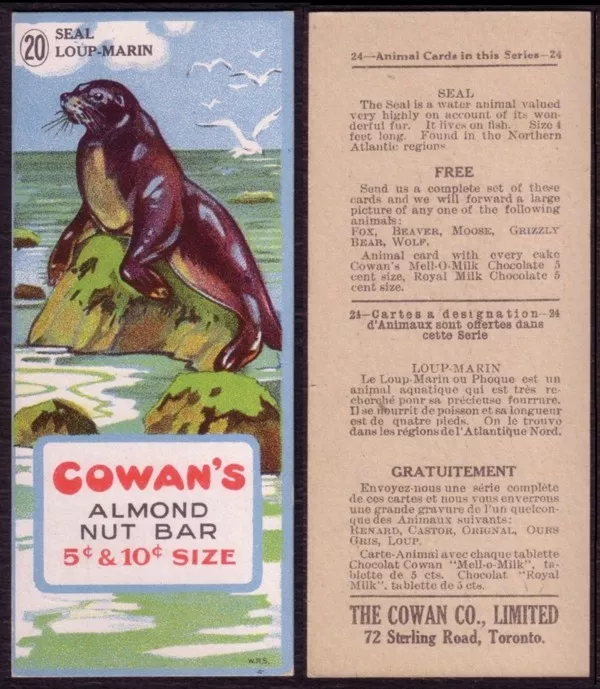 20
SEAL
LOUP-MARIN
COWAN'S
ALMOND
NUT BAR
5¢ & 10¢ SIZE
W.R.S.
24—Animal Cards in this Series—24
SEAL
The Seal is a water animal valued
very highly on account of its won-
derful fur. It lives on fish. Size 4
feet long. Found in the Northern
Atlantic regions
FREE
Send us a complete set of these
cards and we will forward a large
picture of any one of the following
animals:
FOX, BEAVER, MOOSE, GRIZZLY
BEAR, WOLF.
Animal card with every cake
Cowan's Mell-O-Milk Chocolate 5
cent size, Royal Milk Chocolate 5
cent size.
24—Cartes a designation—24
d'Animaux sont offertes dans
cette Serie
LOUP-MARIN
Le Loup-Marin ou Phoque est un
animal aquatique qui est très re-
cherché pour sa précieuse fourrure.
Il se nourrit de poisson et sa longueur
est de quatre pieds. On le trouve
dans les régions de l'Atlantique Nord.
GRATUITEMENT
Envoyez-nous une série complète
de ces cartes et nous vous enverrons
une grande gravure de l'un quelcon-
que des Animaux suivants:
RENARD, CASTOR, ORIGNAL, OURS
GRIS, LOUP.
Carte-Animal avec chaque tablette
Chocolat Cowan "Mell-o-Milk", ta-
blette de 5 cts. Chocolat "Royal
Milk", tablette de 5 cts.
THE COWAN CO., LIMITED
72 Sterling Road, Toronto.